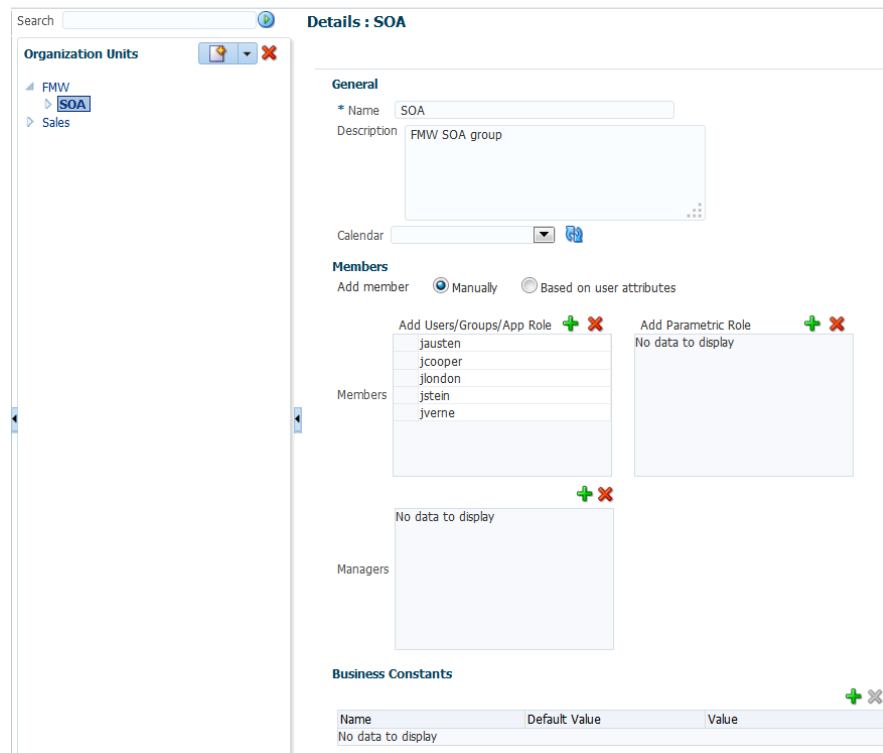 Search
Organization Units
FMW
SOA
Sales
Details : SOA
General
* Name SOA
Description FMW SOA group
Calendar
Members
Add member Manually Based on user attributes
Add Users/Groups/App Role Add Parametric Role
Members
jausten
jcooper
jlondon
jstein
jverne
No data to display
Managers
No data to display
Business Constants
Name Default Value Value
No data to display